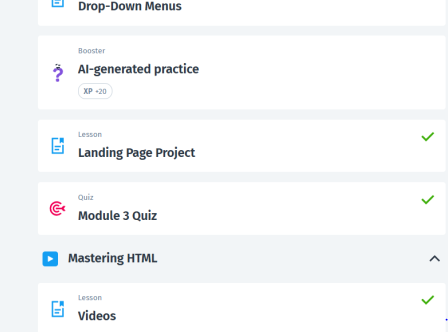 Drop-Down Menus
Booster
AI-generated practice
XP +20
Lesson
Landing Page Project
Quiz
Module 3 Quiz
Mastering HTML
Lesson
Videos